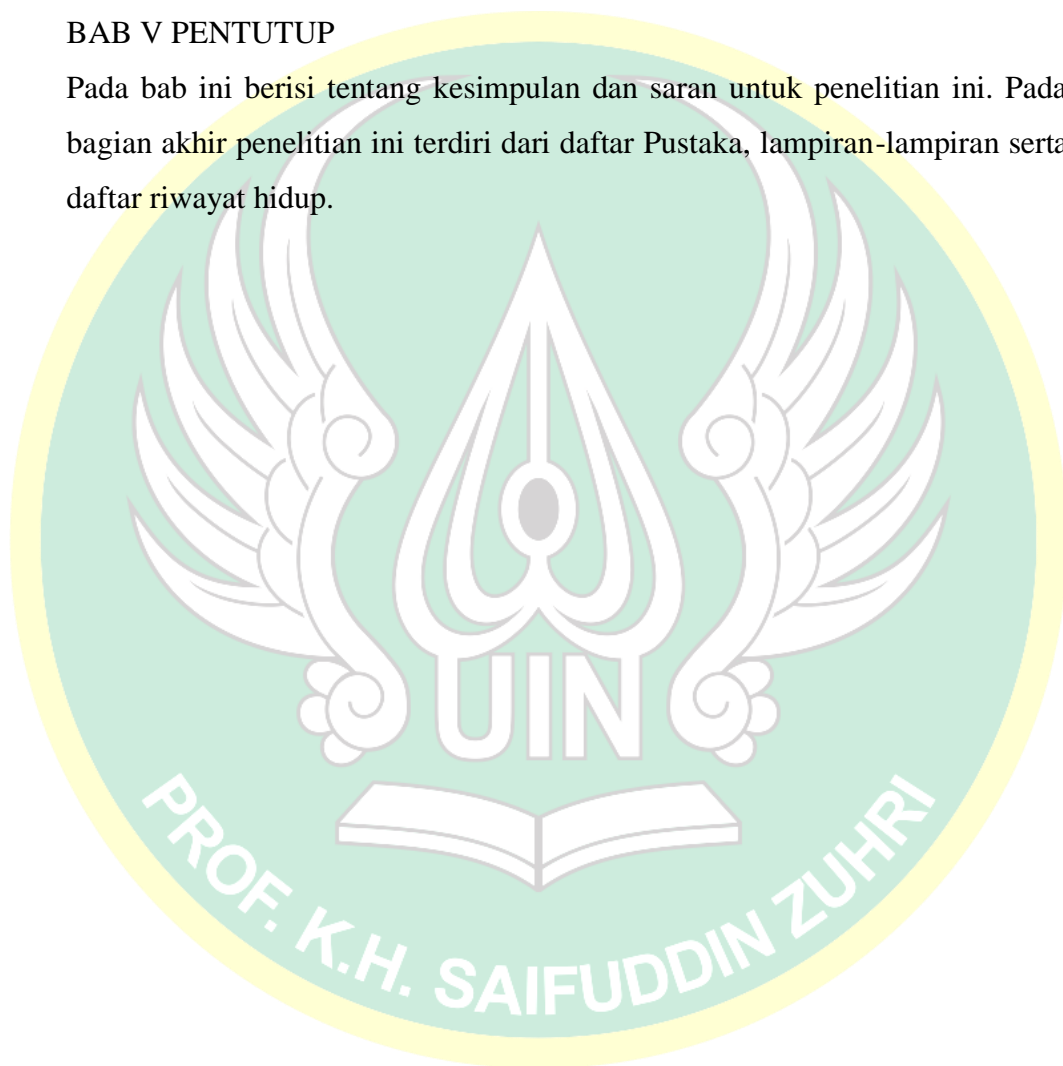 BAB V PENTUTUP
Pada bab ini berisi tentang kesimpulan dan saran untuk penelitian ini. Pada
bagian akhir penelitian ini terdiri dari daftar Pustaka, lampiran-lampiran serta
daftar riwayat hidup.
UIN
PROF. K.H. SAIFUDDIN ZUHRI